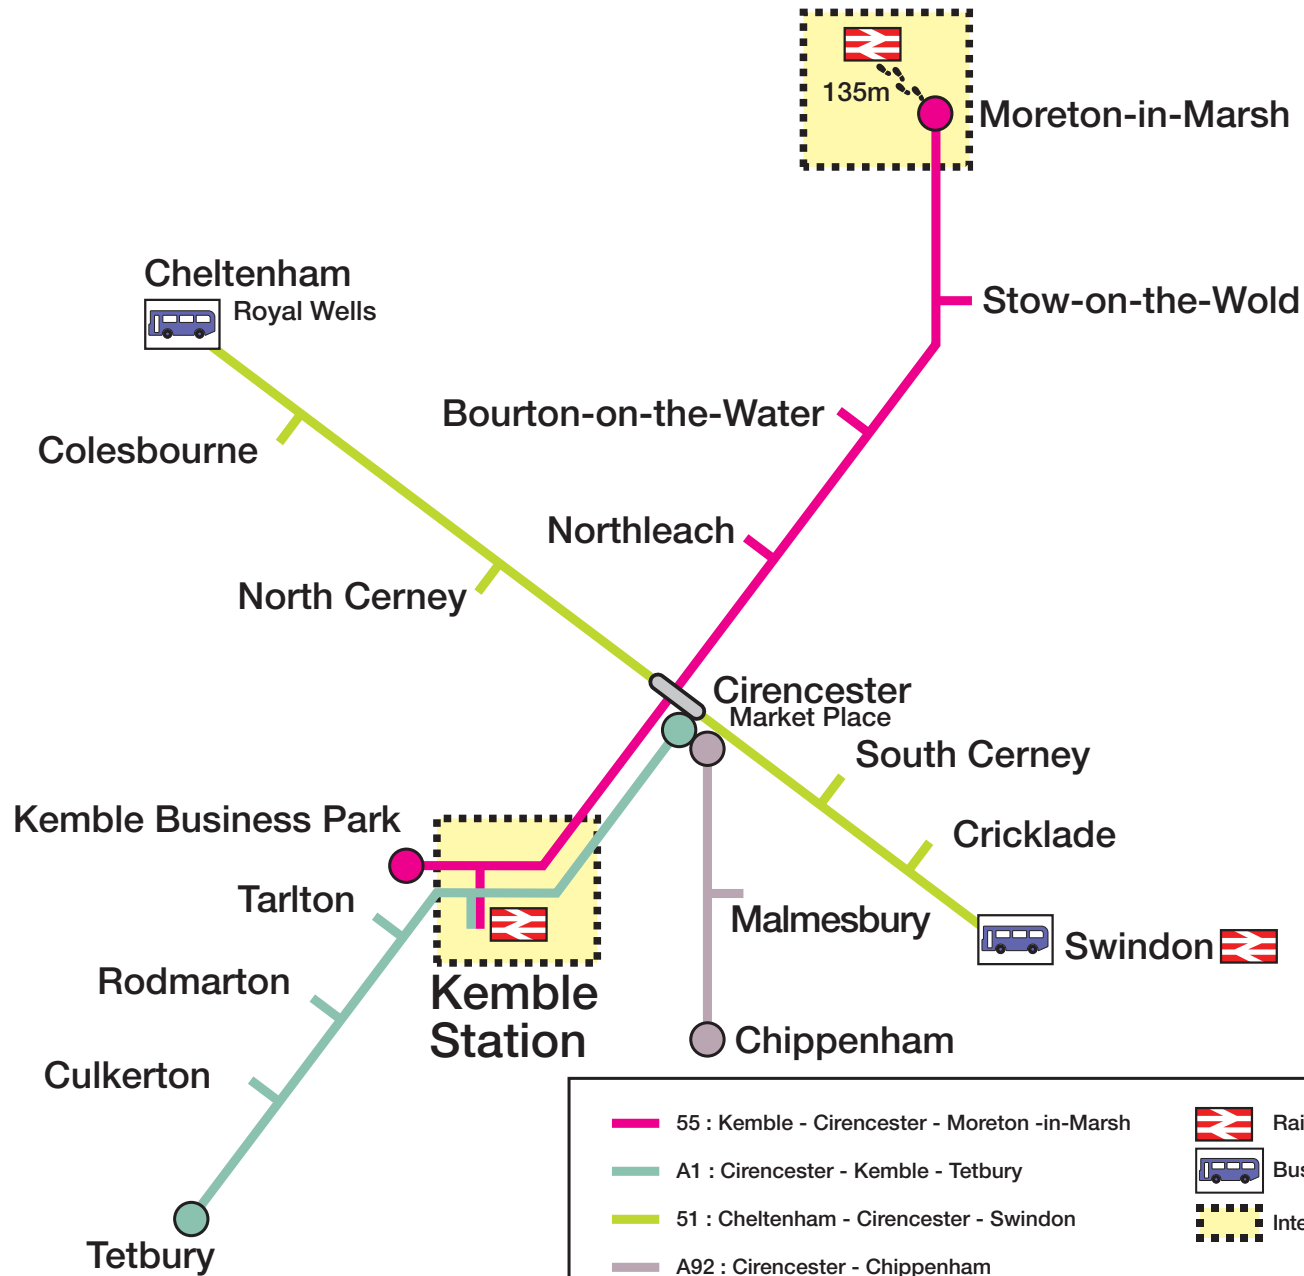 135m
Moreton-in-Marsh
Cheltenham
Royal Wells
Stow-on-the-Wold
Bourton-on-the-Water
Colesbourne
Northleach
North Cerney
Cirencester
Market Place
South Cerney
Kemble Business Park
Cricklade
Tarlton
Malmesbury
Swindon
Rodmarton
Kemble
Station
Chippenham
Culkerton
Tetbury
55 : Kemble - Cirencester - Moreton -in-Marsh
A1 : Cirencester - Kemble - Tetbury
51 : Cheltenham - Cirencester - Swindon
A92 : Cirencester - Chippenham